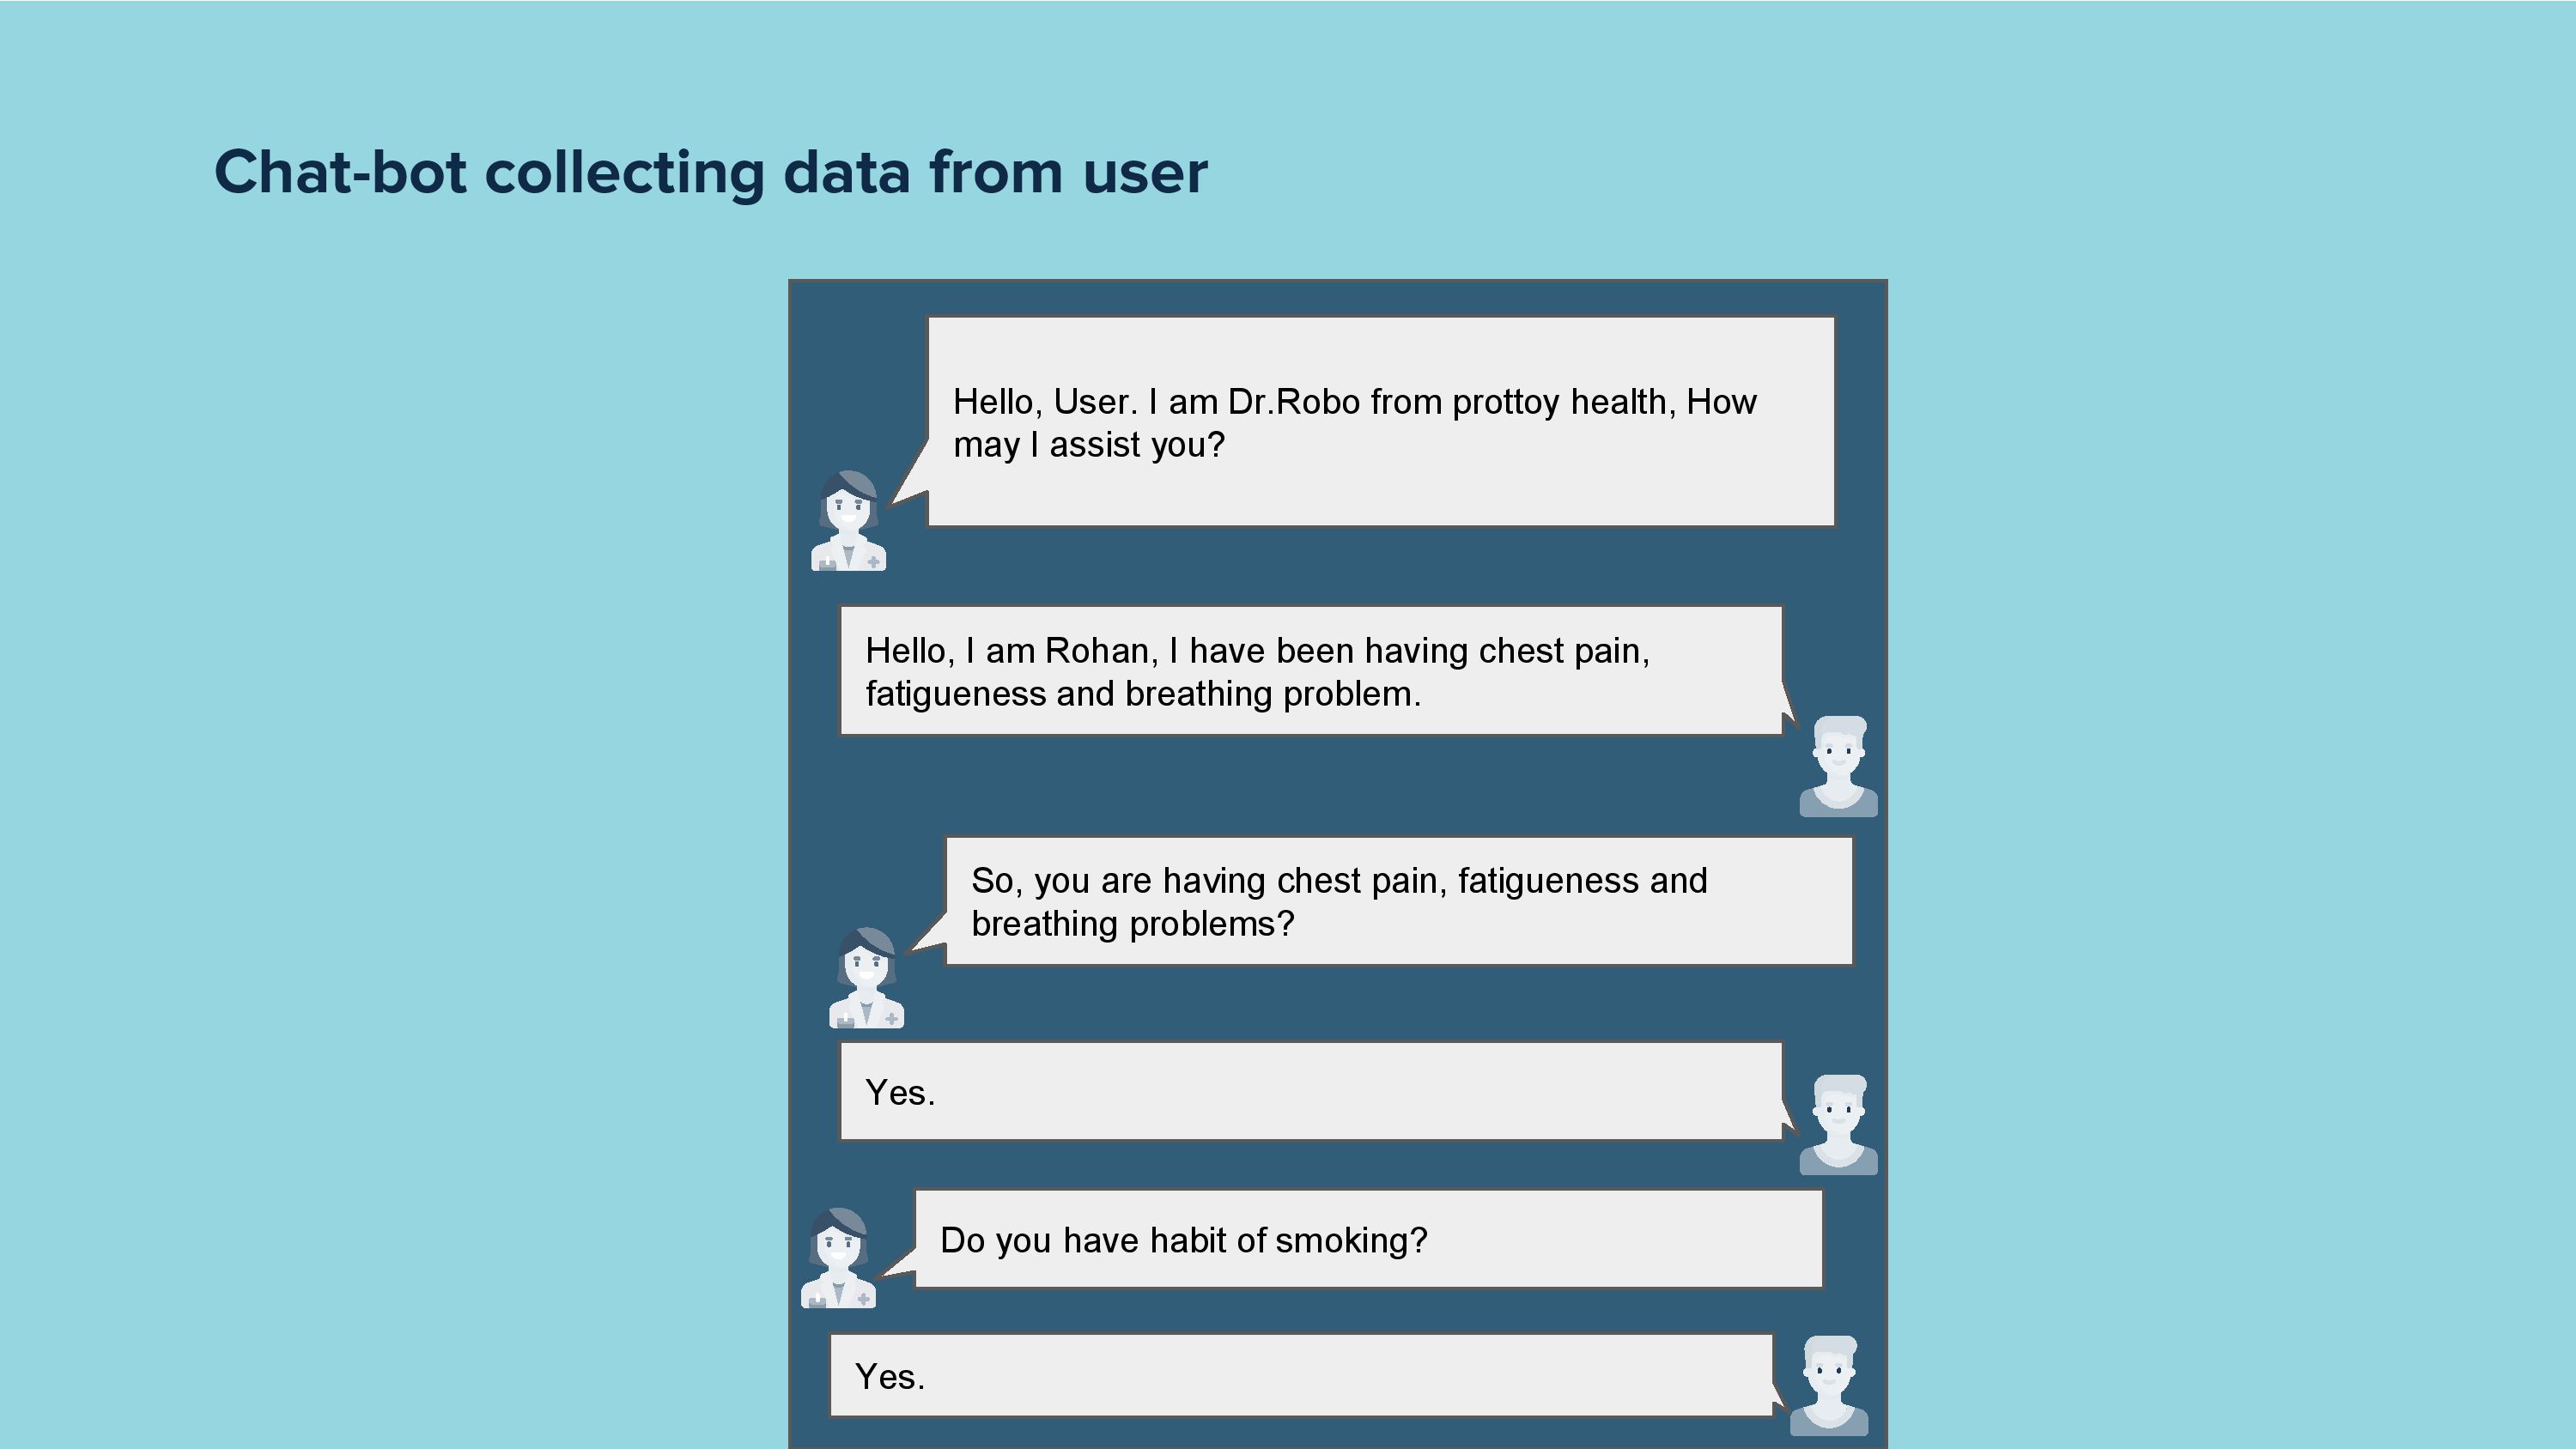 Chat-bot collecting data from user
Hello, User. I am Dr.Robo from prottoy health, How
may I assist you?
Hello, I am Rohan, I have been having chest pain,
fatigueness and breathing problem.
So, you are having chest pain, fatigueness and
breathing problems?
Yes.
Do you have habit of smoking?
Yes.